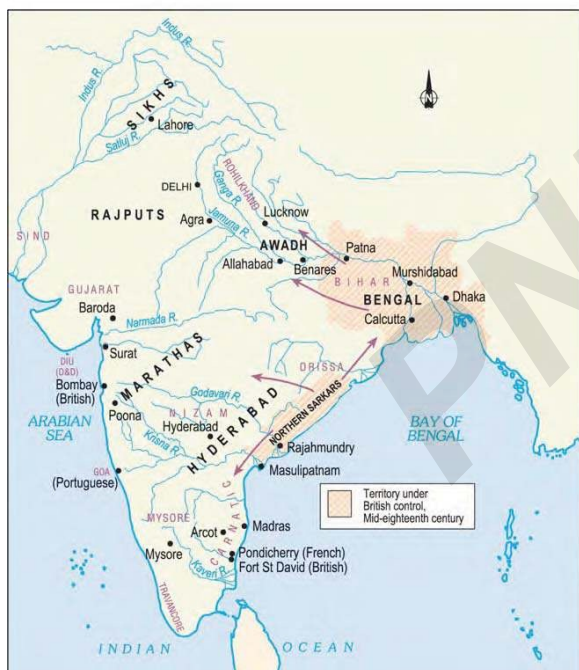 Indus R.
Indus R.
SIKHS
Lahore
Satluj R.
DELHI
Ganga R.
ROHILKHAND
RAJPUTS
Agra
Jamuna R.
Lucknow
SIND
AWADH
Patna
Allahabad
Benares
BIHAR
Murshidabad
GUJARAT
BENGAL
Dhaka
Baroda
Narmada R.
Calcutta
Surat
DIU
(D&D)
MARATHAS
ORISSA
Bombay
(British)
Godavari R.
ARABIAN
SEA
Poona
NIZAM
HYDERABAD
NORTHERN SARKARS
BAY OF
BENGAL
Hyderabad
Krisna R.
Rajahmundry
GOA
(Portuguese)
Masulipatnam
CARNATIC
Territory under
British control,
Mid-eighteenth century
MYSORE
Arcot
Madras
Mysore
Pondicherry (French)
Kaveri R.
Fort St David (British)
TRAVANCORE
INDIAN OCEAN